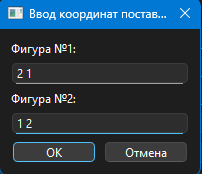 Ввод координат постав...
Фигура №1:
2 1
Фигура №2:
1 2
OK
Отмена